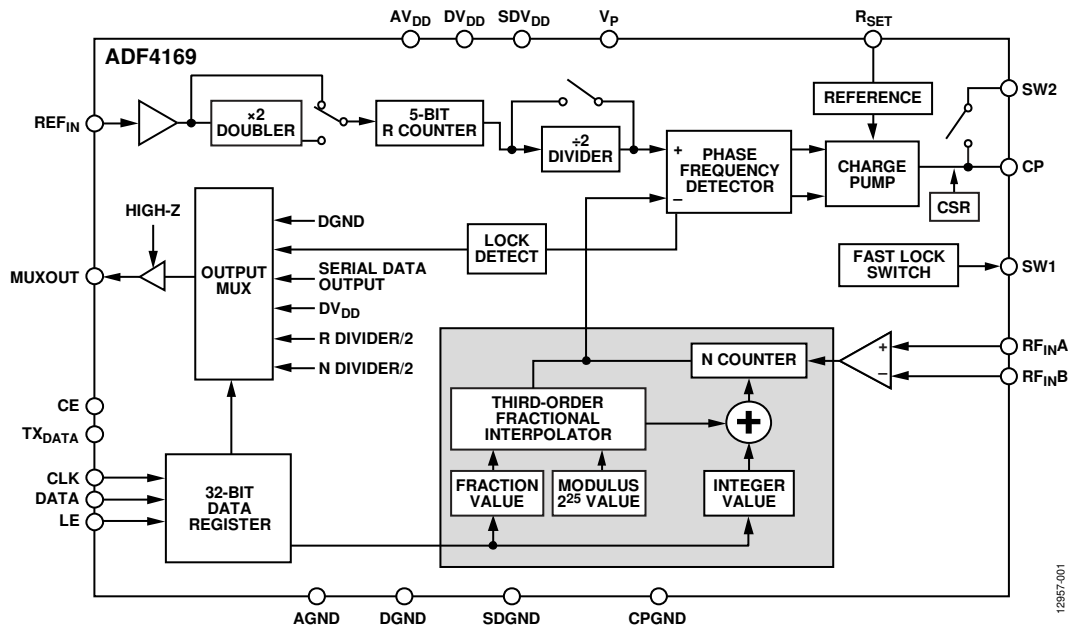 AVDD DVDD SDVDD VP RSET
ADF4169
REFIN
×2
DOUBLER
5-BIT
R COUNTER
÷2
DIVIDER
+
−
PHASE
FREQUENCY
DETECTOR
REFERENCE
CHARGE
PUMP
SW2
CP
CSR
HIGH-Z
MUXOUT
OUTPUT
MUX
DGND
LOCK
DETECT
SERIAL DATA
OUTPUT
DVDD
R DIVIDER/2
N DIVIDER/2
FAST LOCK
SWITCH
SW1
N COUNTER
+
−
RFINA
RFINB
THIRD-ORDER
FRACTIONAL
INTERPOLATOR
+
CE
TXDATA
CLK
DATA
LE
32-BIT
DATA
REGISTER
FRACTION
VALUE
MODULUS
2²⁵ VALUE
INTEGER
VALUE
AGND DGND SDGND CPGND
12957-001